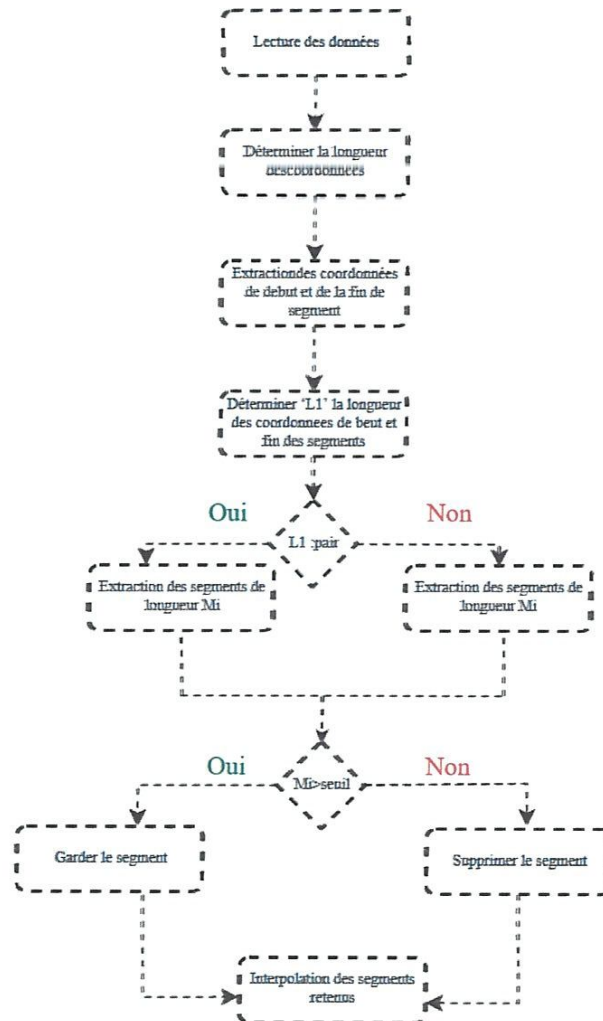 Lecture des données
Déterminer la longueur
descoordonnées
Extractiondes coordonnées
de debut et de la fin de
segment
Déterminer ‘L1’ la longueur
des coordonnees de beut et
fin des segments
Oui
Non
L1 :pair
Extraction des segments de
longueur Mi
Extraction des segments de
longueur Mi
Oui
Non
Mi>seuil
Garder le segment
Supprimer le segment
Interpolation des segments
retenus